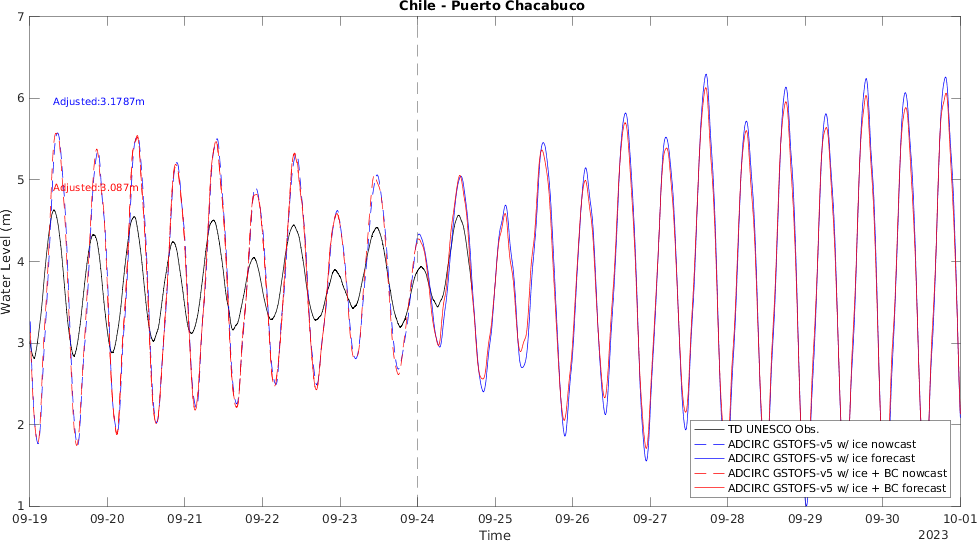 Chile - Puerto Chacabuco
7
6
5
4
3
2
1
Water Level (m)
Adjusted:3.1787m
Adjusted:3.087m
TD UNESCO Obs.
ADCIRC GSTOFS-v5 w/ ice nowcast
ADCIRC GSTOFS-v5 w/ ice forecast
ADCIRC GSTOFS-v5 w/ ice + BC nowcast
ADCIRC GSTOFS-v5 w/ ice + BC forecast
09-19 09-20 09-21 09-22 09-23 09-24 09-25 09-26 09-27 09-28 09-29 09-30 10-01
Time
2023